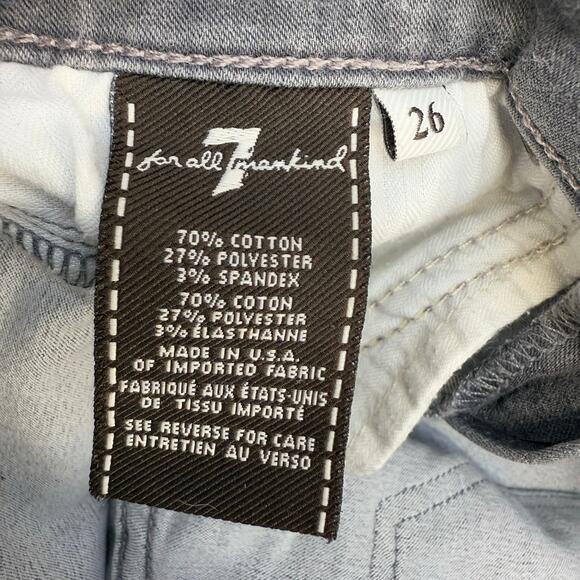 7
for all mankind
26
70% COTTON
27% POLYESTER
3% SPANDEX
70% COTON
27% POLYESTER
3% ÉLASTHANNE
MADE IN U.S.A.
OF IMPORTED FABRIC
FABRIQUÉ AUX ÉTATS-UNIS
DE TISSU IMPORTÉ
SEE REVERSE FOR CARE
ENTRETIEN AU VERSO